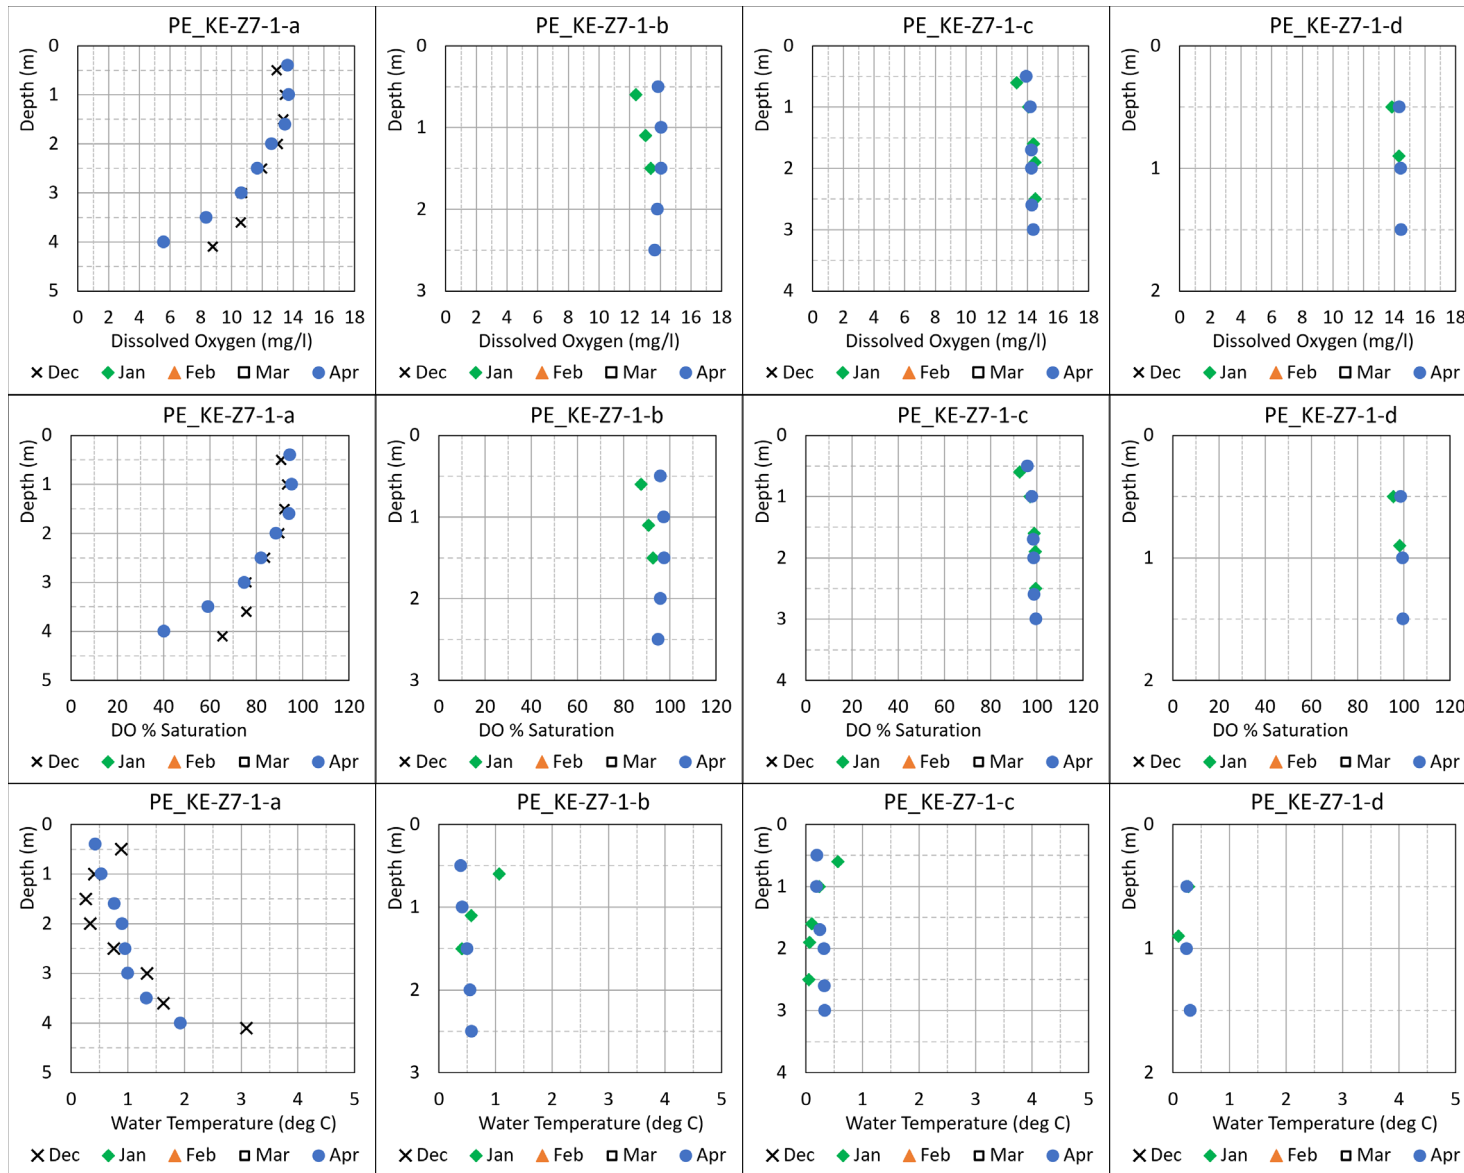 PE_KE-Z7-1-a
0
1
2
3
4
5
Depth (m)
0 2 4 6 8 10 12 14 16 18
Dissolved Oxygen (mg/l)
Dec Jan Feb Mar Apr
PE_KE-Z7-1-b
0
1
2
3
Depth (m)
0 2 4 6 8 10 12 14 16 18
Dissolved Oxygen (mg/l)
Dec Jan Feb Mar Apr
PE_KE-Z7-1-c
0
1
2
3
4
Depth (m)
0 2 4 6 8 10 12 14 16 18
Dissolved Oxygen (mg/l)
Dec Jan Feb Mar Apr
PE_KE-Z7-1-d
0
1
2
Depth (m)
0 2 4 6 8 10 12 14 16 18
Dissolved Oxygen (mg/l)
Dec Jan Feb Mar Apr
PE_KE-Z7-1-a
0
1
2
3
4
5
Depth (m)
0 20 40 60 80 100 120
DO % Saturation
Dec Jan Feb Mar Apr
PE_KE-Z7-1-b
0
1
2
3
Depth (m)
0 20 40 60 80 100 120
DO % Saturation
Dec Jan Feb Mar Apr
PE_KE-Z7-1-c
0
1
2
3
4
Depth (m)
0 20 40 60 80 100 120
DO % Saturation
Dec Jan Feb Mar Apr
PE_KE-Z7-1-d
0
1
2
Depth (m)
0 20 40 60 80 100 120
DO % Saturation
Dec Jan Feb Mar Apr
PE_KE-Z7-1-a
0
1
2
3
4
5
Depth (m)
0 1 2 3 4 5
Water Temperature (deg C)
Dec Jan Feb Mar Apr
PE_KE-Z7-1-b
0
1
2
3
Depth (m)
0 1 2 3 4 5
Water Temperature (deg C)
Dec Jan Feb Mar Apr
PE_KE-Z7-1-c
0
1
2
3
4
Depth (m)
0 1 2 3 4 5
Water Temperature (deg C)
Dec Jan Feb Mar Apr
PE_KE-Z7-1-d
0
1
2
Depth (m)
0 1 2 3 4 5
Water Temperature (deg C)
Dec Jan Feb Mar Apr